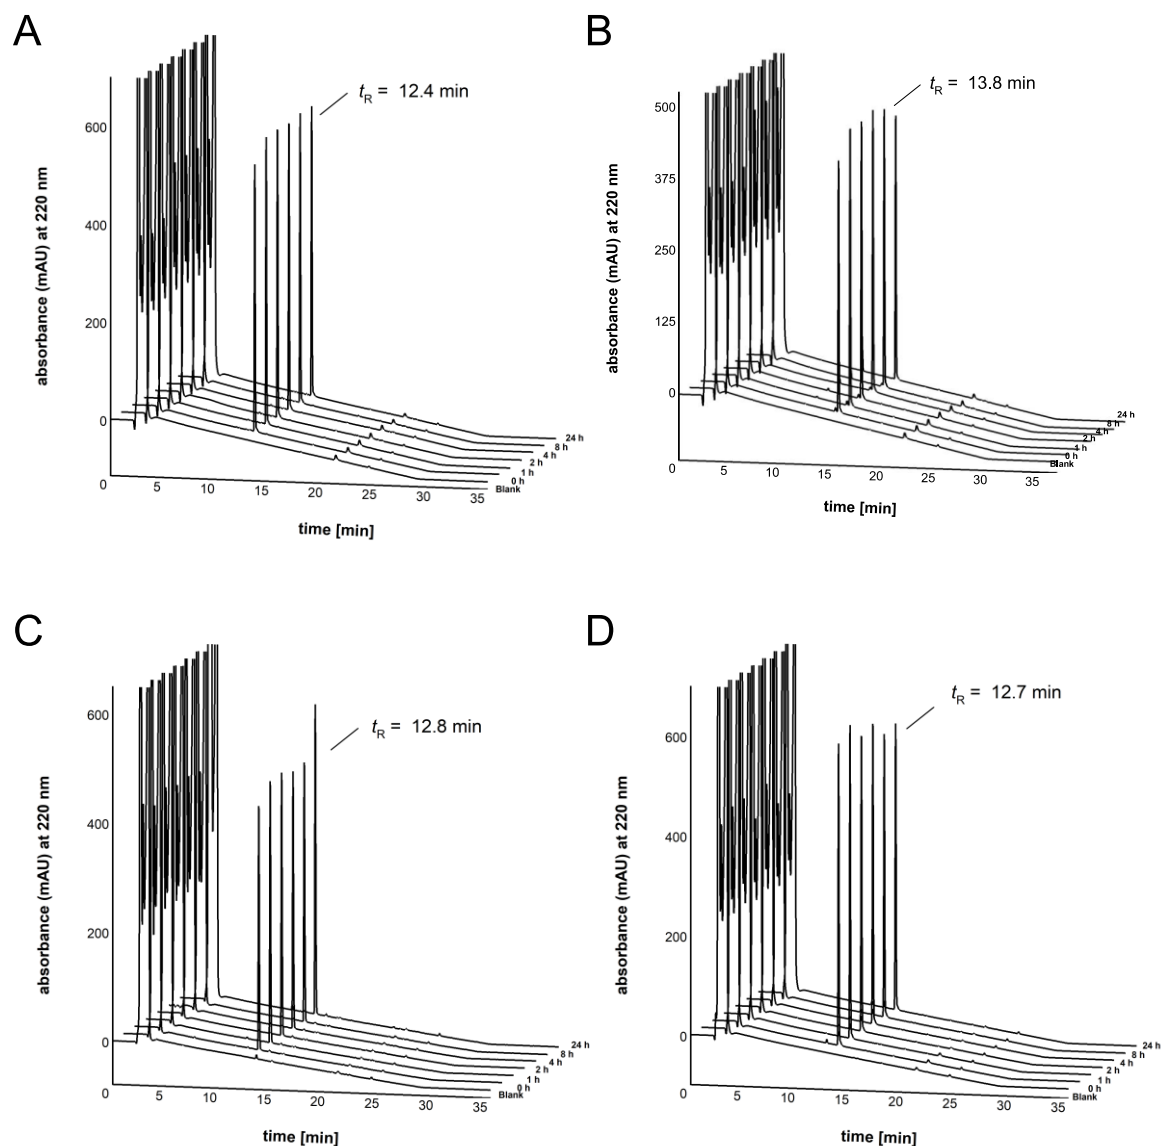 A
t_R = 12.4 min
absorbance (mAU) at 220 nm
600
400
200
0
0 5 10 15 20 25 30 35
24 h
8 h
4 h
2 h
1 h
0 h
Blank
time [min]
B
t_R = 13.8 min
absorbance (mAU) at 220 nm
500
375
250
125
0
0 5 10 15 20 25 30 35
24 h
8 h
4 h
2 h
1 h
0 h
Blank
time [min]
C
t_R = 12.8 min
absorbance (mAU) at 220 nm
600
400
200
0
0 5 10 15 20 25 30 35
24 h
8 h
4 h
2 h
1 h
0 h
Blank
time [min]
D
t_R = 12.7 min
absorbance (mAU) at 220 nm
600
400
200
0
0 5 10 15 20 25 30 35
24 h
8 h
4 h
2 h
1 h
0 h
Blank
time [min]